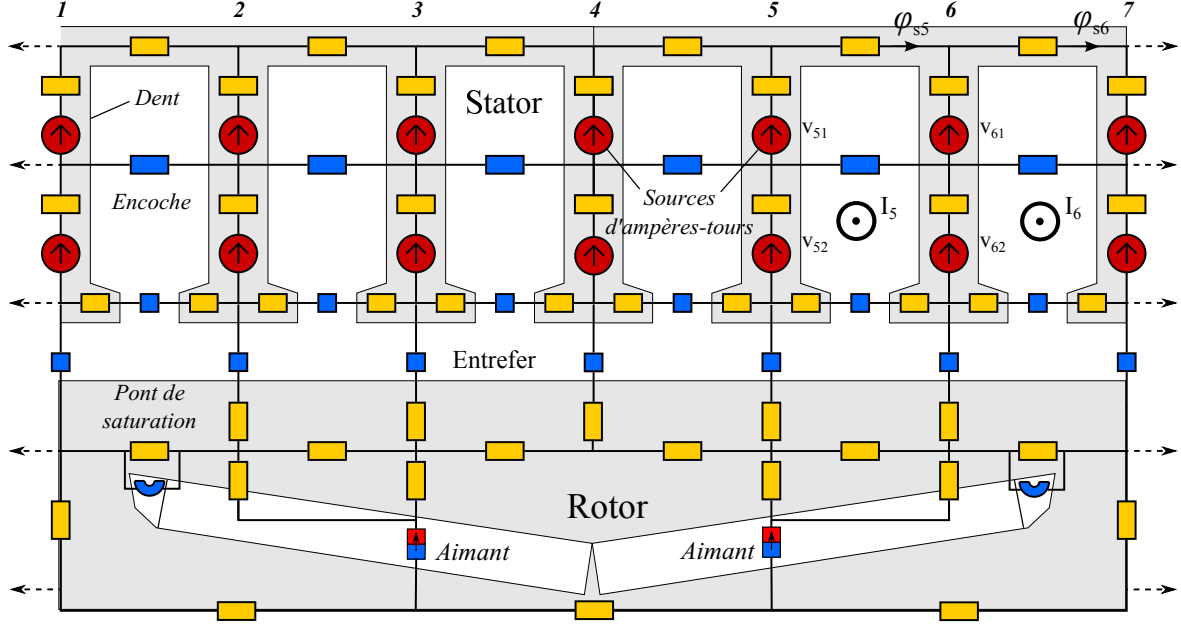 1 2 3 4 5 6 7
φs5 φs6
Dent
Stator
v51 v61
Encoche
Sources
d'ampères-tours
I5 I6
v52 v62
Entrefer
Pont de
saturation
Rotor
Aimant Aimant